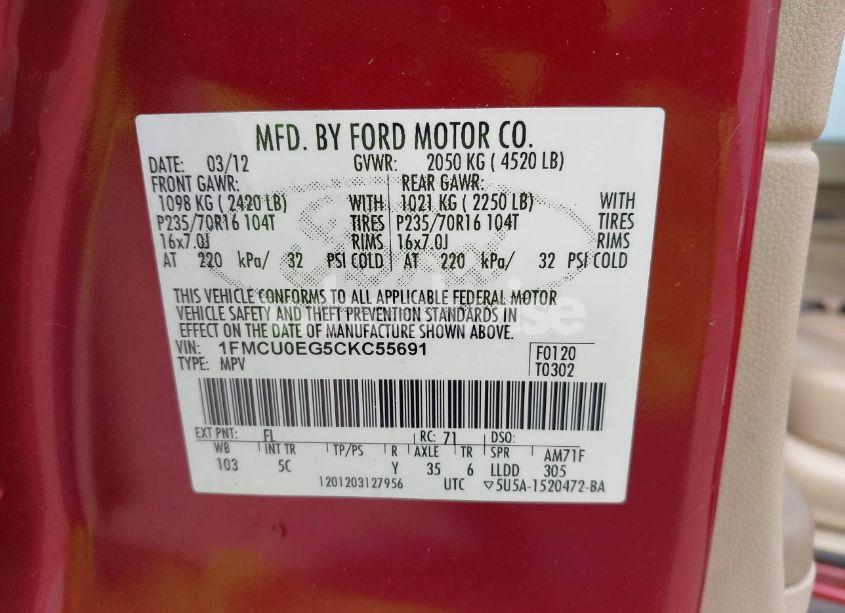 MFD. BY FORD MOTOR CO.
DATE: 03/12 GVWR: 2050 KG ( 4520 LB)
FRONT GAWR: REAR GAWR:
1098 KG ( 2420 LB) WITH 1021 KG ( 2250 LB) WITH
P235/70R16 104T TIRES P235/70R16 104T TIRES
16x7.0J RIMS 16x7.0J RIMS
AT 220 kPa/ 32 PSI COLD AT 220 kPa/ 32 PSI COLD
THIS VEHICLE CONFORMS TO ALL APPLICABLE FEDERAL MOTOR
VEHICLE SAFETY AND THEFT PREVENTION STANDARDS IN
EFFECT ON THE DATE OF MANUFACTURE SHOWN ABOVE.
VIN: 1FMCU0EG5CKC55691 F0120
TYPE: MPV T0302
EXT PNT: FL RC: 71 DSO:
WB INT TR TP/PS R AXLE TR SPR AM71F
103 5C Y 35 6 LLDD 305
1201203127956 UTC ▽5U5A-1520472-BA